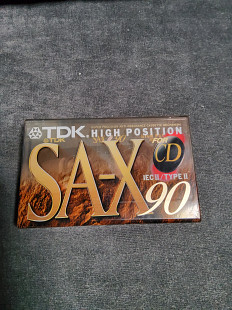 TDK HIGH POSITION
FOR
CD
SA-X 90
IECII/TYPE II